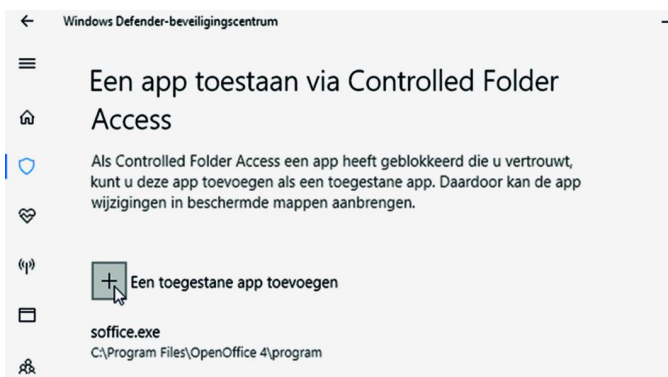 Windows Defender-beveiligingscentrum
Een app toestaan via Controlled Folder
Access
Als Controlled Folder Access een app heeft geblokkeerd die u vertrouwt,
kunt u deze app toevoegen als een toegestane app. Daardoor kan de app
wijzigingen in beschermde mappen aanbrengen.
Een toegestane app toevoegen
soffice.exe
C:\Program Files\OpenOffice 4\program